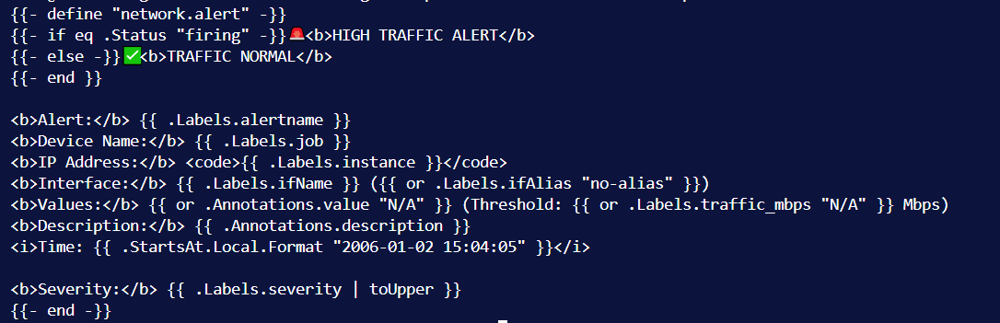 {{- define "network.alert" -}}
{{- if eq .Status "firing" -}}🚨<b>HIGH TRAFFIC ALERT</b>
{{- else -}}✅<b>TRAFFIC NORMAL</b>
{{- end }}

<b>Alert:</b> {{ .Labels.alertname }}
<b>Device Name:</b> {{ .Labels.job }}
<b>IP Address:</b> <code>{{ .Labels.instance }}</code>
<b>Interface:</b> {{ .Labels.ifName }} ({{ or .Labels.ifAlias "no-alias" }})
<b>Values:</b> {{ or .Annotations.value "N/A" }} (Threshold: {{ or .Labels.traffic_mbps "N/A" }} Mbps)
<b>Description:</b> {{ .Annotations.description }}
<i>Time: {{ .StartsAt.Local.Format "2006-01-02 15:04:05" }}</i>

<b>Severity:</b> {{ .Labels.severity | toUpper }}
{{- end -}}